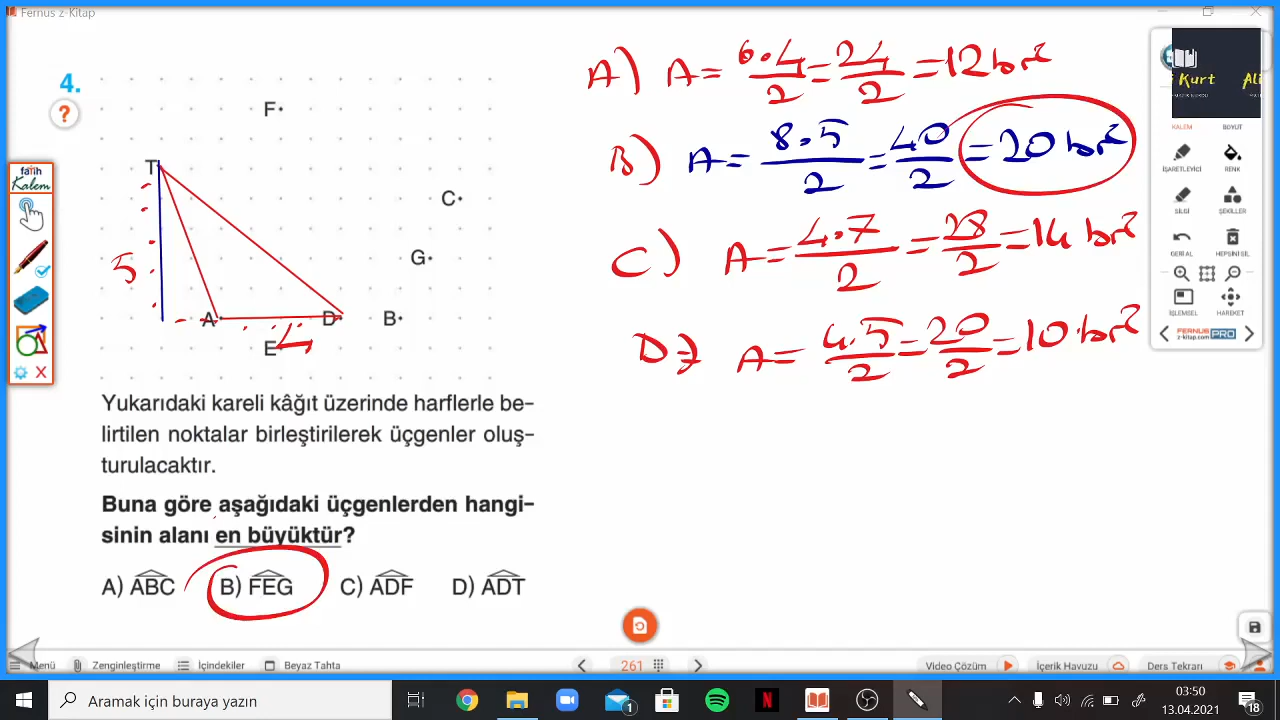 Fernus z-Kitap
4.
?
F
T
C
G
5
A
D
B
E
4
Yukarıdaki kareli kâğıt üzerinde harflerle be-
lirtilen noktalar birleştirilerek üçgenler oluş-
turulacaktır.
Buna göre aşağıdaki üçgenlerden hangi-
sinin alanı en büyüktür?
A) ABC B) FEG C) ADF D) ADT
A) A = 6.4/2 = 24/2 = 12 br²
B) A = 8.5/2 = 40/2 = 20 br²
C) A = 4.7/2 = 28/2 = 14 br²
D) A = 4.5/2 = 20/2 = 10 br²
fatih
Kalem
i Kurt Ali
KALEM BOYUT
İŞARETLEYİCİ RENK
SİLGİ ŞEKİLLER
GERİ AL HEPSİNİ SİL
İŞLEMSEL HAREKET
FERNUS PRO
z-kitap.com
Menü Zenginleştirme İçindekiler Beyaz Tahta 261 Video Çözüm İçerik Havuzu Ders Tekrarı
Aramak için buraya yazın
1
03:50
13.04.2021
18